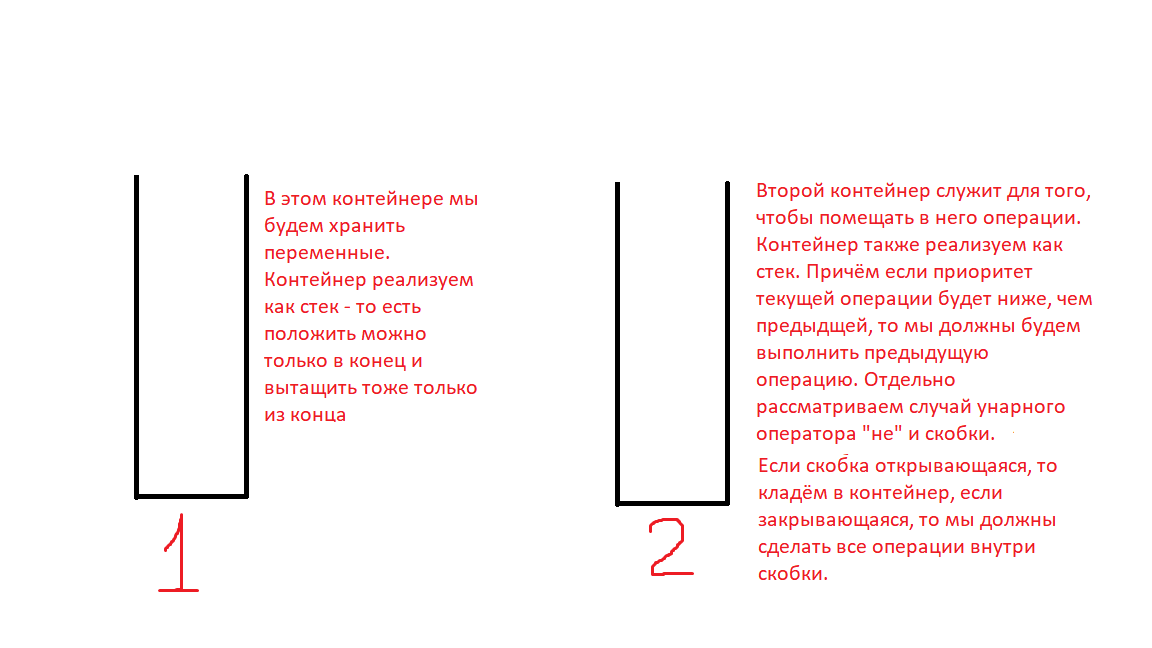 В этом контейнере мы
будем хранить
переменные.
Контейнер реализуем
как стек - то есть
положить можно
только в конец и
вытащить тоже только
из конца
1
Второй контейнер служит для того,
чтобы помещать в него операции.
Контейнер также реализуем как
стек. Причём если приоритет
текущей операции будет ниже, чем
предыдщей, то мы должны будем
выполнить предыдущую
операцию. Отдельно
рассматриваем случай унарного
оператора "не" и скобки.
Если скобка открывающаяся, то
кладём в контейнер, если
закрывающаяся, то мы должны
сделать все операции внутри
скобки.
2